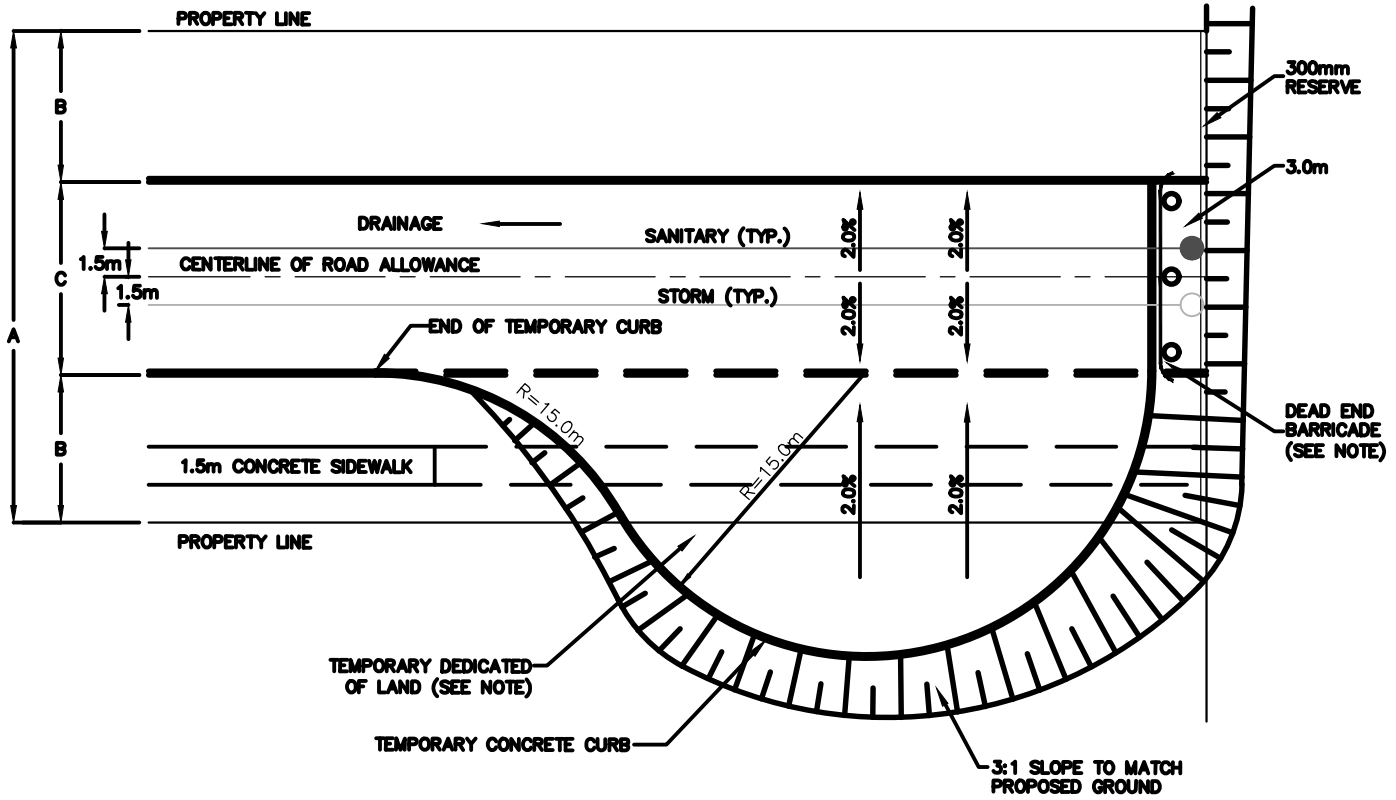 PROPERTY LINE
300mm
RESERVE
B
3.0m
DRAINAGE
2.0%
2.0%
SANITARY (TYP.)
1.5m
CENTERLINE OF ROAD ALLOWANCE
C
1.5m
STORM (TYP.)
2.0%
2.0%
A
END OF TEMPORARY CURB
R=15.0m
DEAD END
BARRICADE
(SEE NOTE)
B
1.5m CONCRETE SIDEWALK
R=15.0m
2.0%
2.0%
PROPERTY LINE
TEMPORARY DEDICATED
OF LAND (SEE NOTE)
TEMPORARY CONCRETE CURB
3:1 SLOPE TO MATCH
PROPOSED GROUND